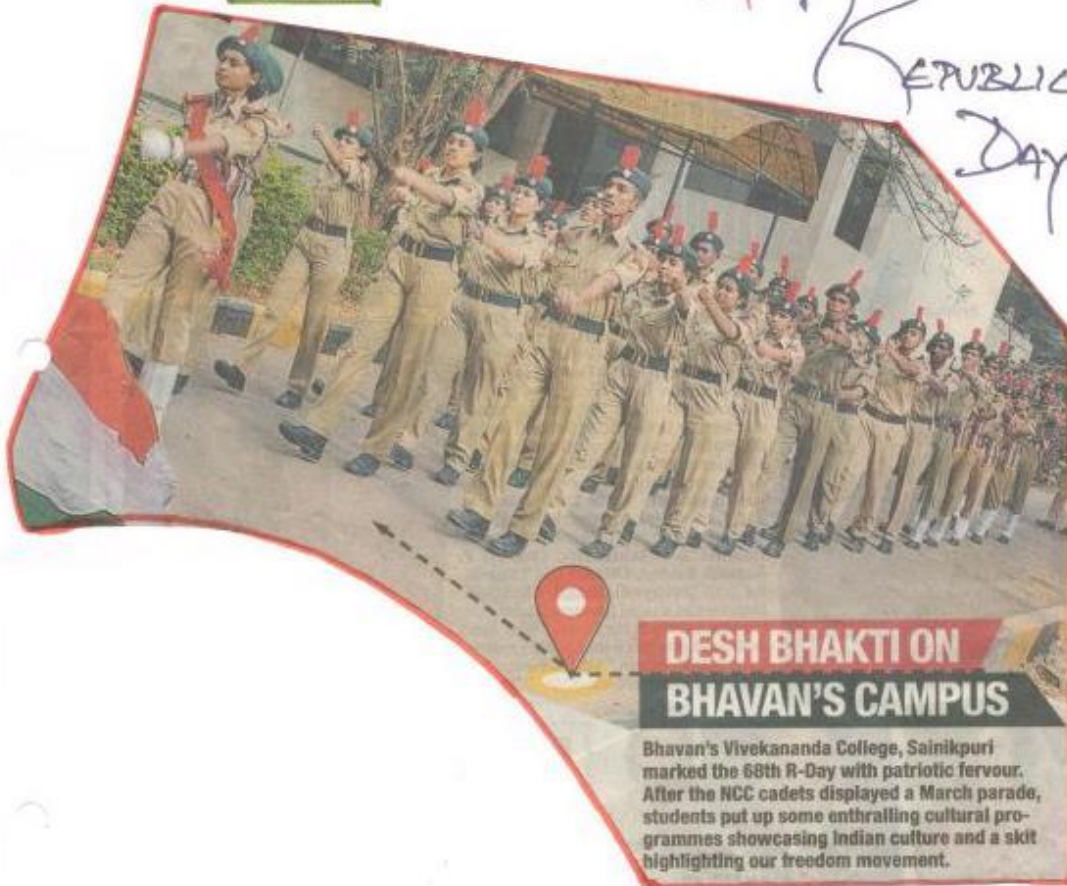 REPUBLIC
DAY
DESH BHAKTI ON
BHAVAN'S CAMPUS
Bhavan's Vivekananda College, Sainikpuri
marked the 68th R-Day with patriotic fervour.
After the NCC cadets displayed a March parade,
students put up some enthralling cultural pro-
grammes showcasing Indian culture and a skit
highlighting our freedom movement.